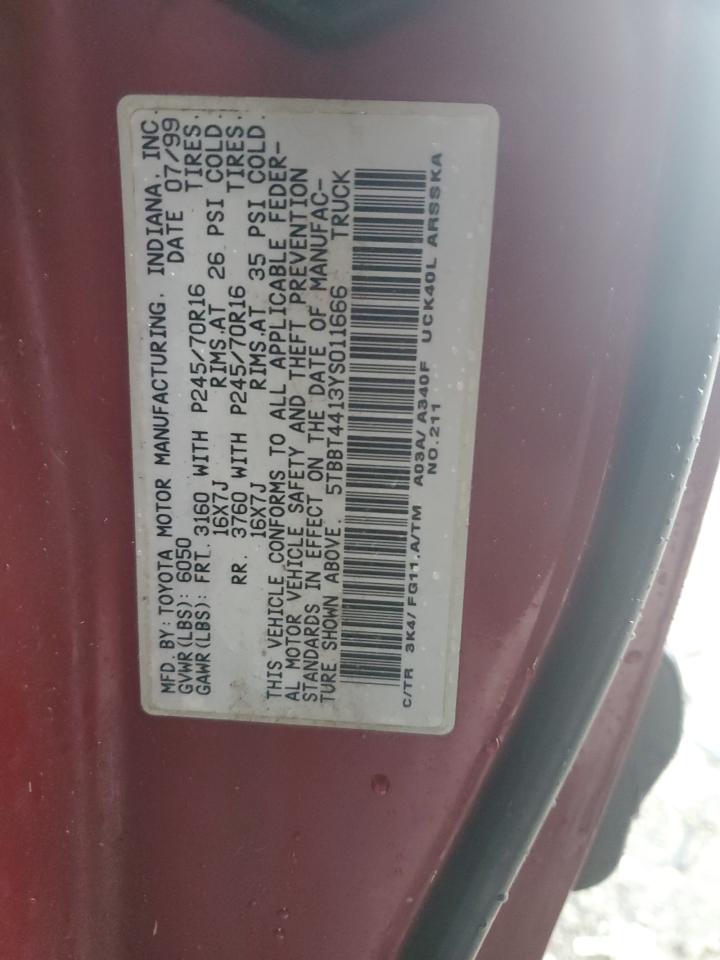 MFD. BY: TOYOTA MOTOR MANUFACTURING, INDIANA, INC.
GVWR (LBS): 6050 DATE 07/99
GAWR (LBS): FRT. 3160 WITH P245/70R16 TIRES.
16X7J RIMS.AT 26 PSI COLD.
RR. 3760 WITH P245/70R16 TIRES.
16X7J RIMS.AT 35 PSI COLD.
THIS VEHICLE CONFORMS TO ALL APPLICABLE FEDER-
AL MOTOR VEHICLE SAFETY AND THEFT PREVENTION
STANDARDS IN EFFECT ON THE DATE OF MANUFAC-
TURE SHOWN ABOVE. 5TBBT4413YS011666 TRUCK
C/TR 3K4/ FG11.A/TM A03A/ A340F UCK40L ARSSKA
NO.211